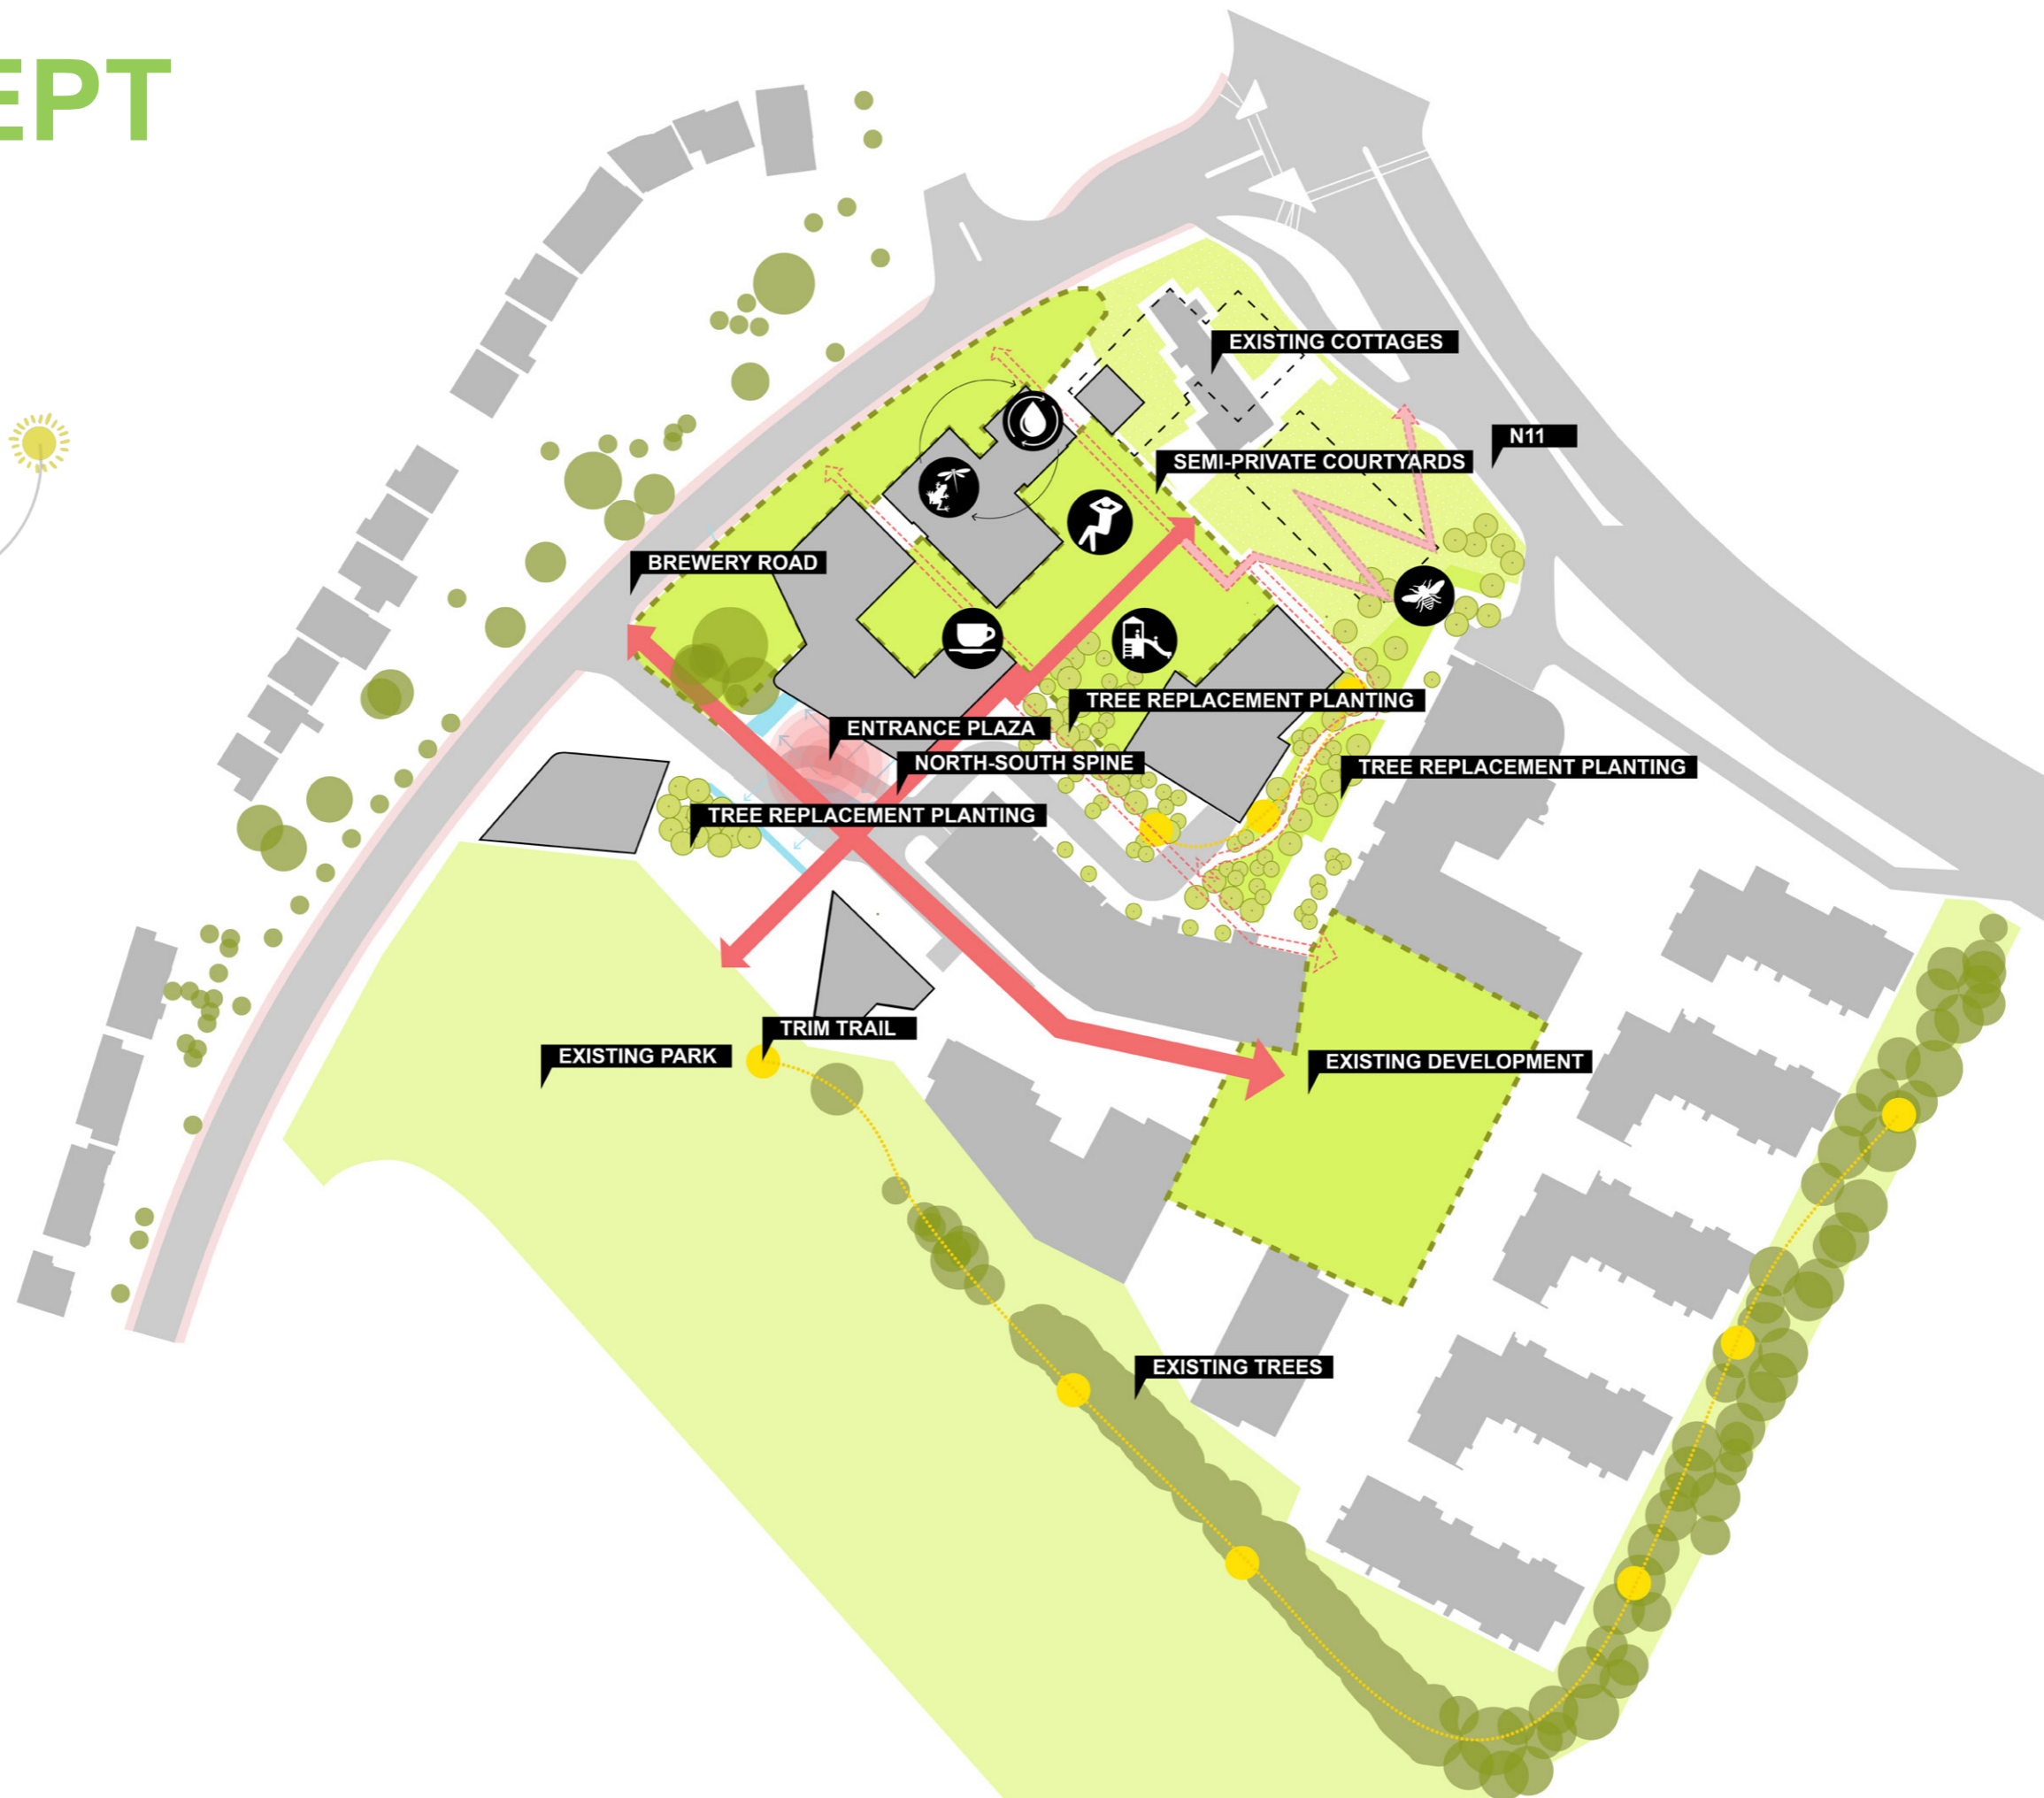 EPT
EXISTING COTTAGES
N11
SEMI-PRIVATE COURTYARDS
BREWERY ROAD
TREE REPLACEMENT PLANTING
ENTRANCE PLAZA
NORTH-SOUTH SPINE
TREE REPLACEMENT PLANTING
TREE REPLACEMENT PLANTING
TRIM TRAIL
EXISTING PARK
EXISTING DEVELOPMENT
EXISTING TREES